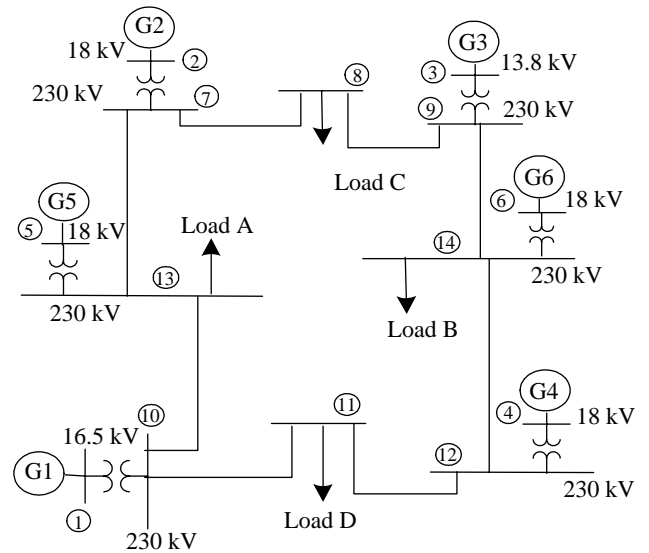 G2
18 kV
2
230 kV
7
8
G3
3
13.8 kV
9
230 kV
Load C
G5
5
18 kV
Load A
G6
6
18 kV
13
14
230 kV
230 kV
Load B
10
11
G4
16.5 kV
4
18 kV
G1
12
1
230 kV
Load D
230 kV